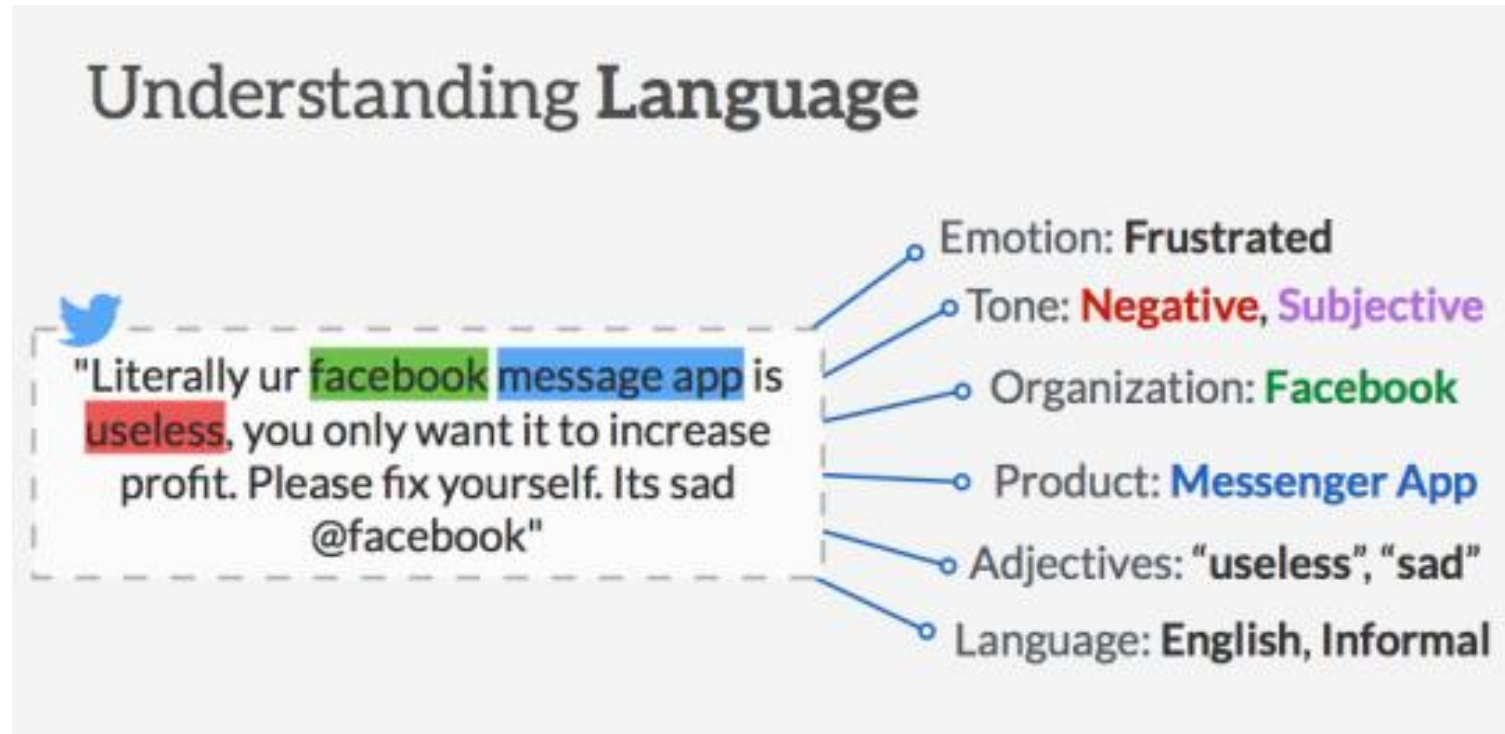 Understanding Language
"Literally ur facebook message app is
useless, you only want it to increase
profit. Please fix yourself. Its sad
@facebook"
Emotion: Frustrated
Tone: Negative, Subjective
Organization: Facebook
Product: Messenger App
Adjectives: “useless”, “sad”
Language: English, Informal